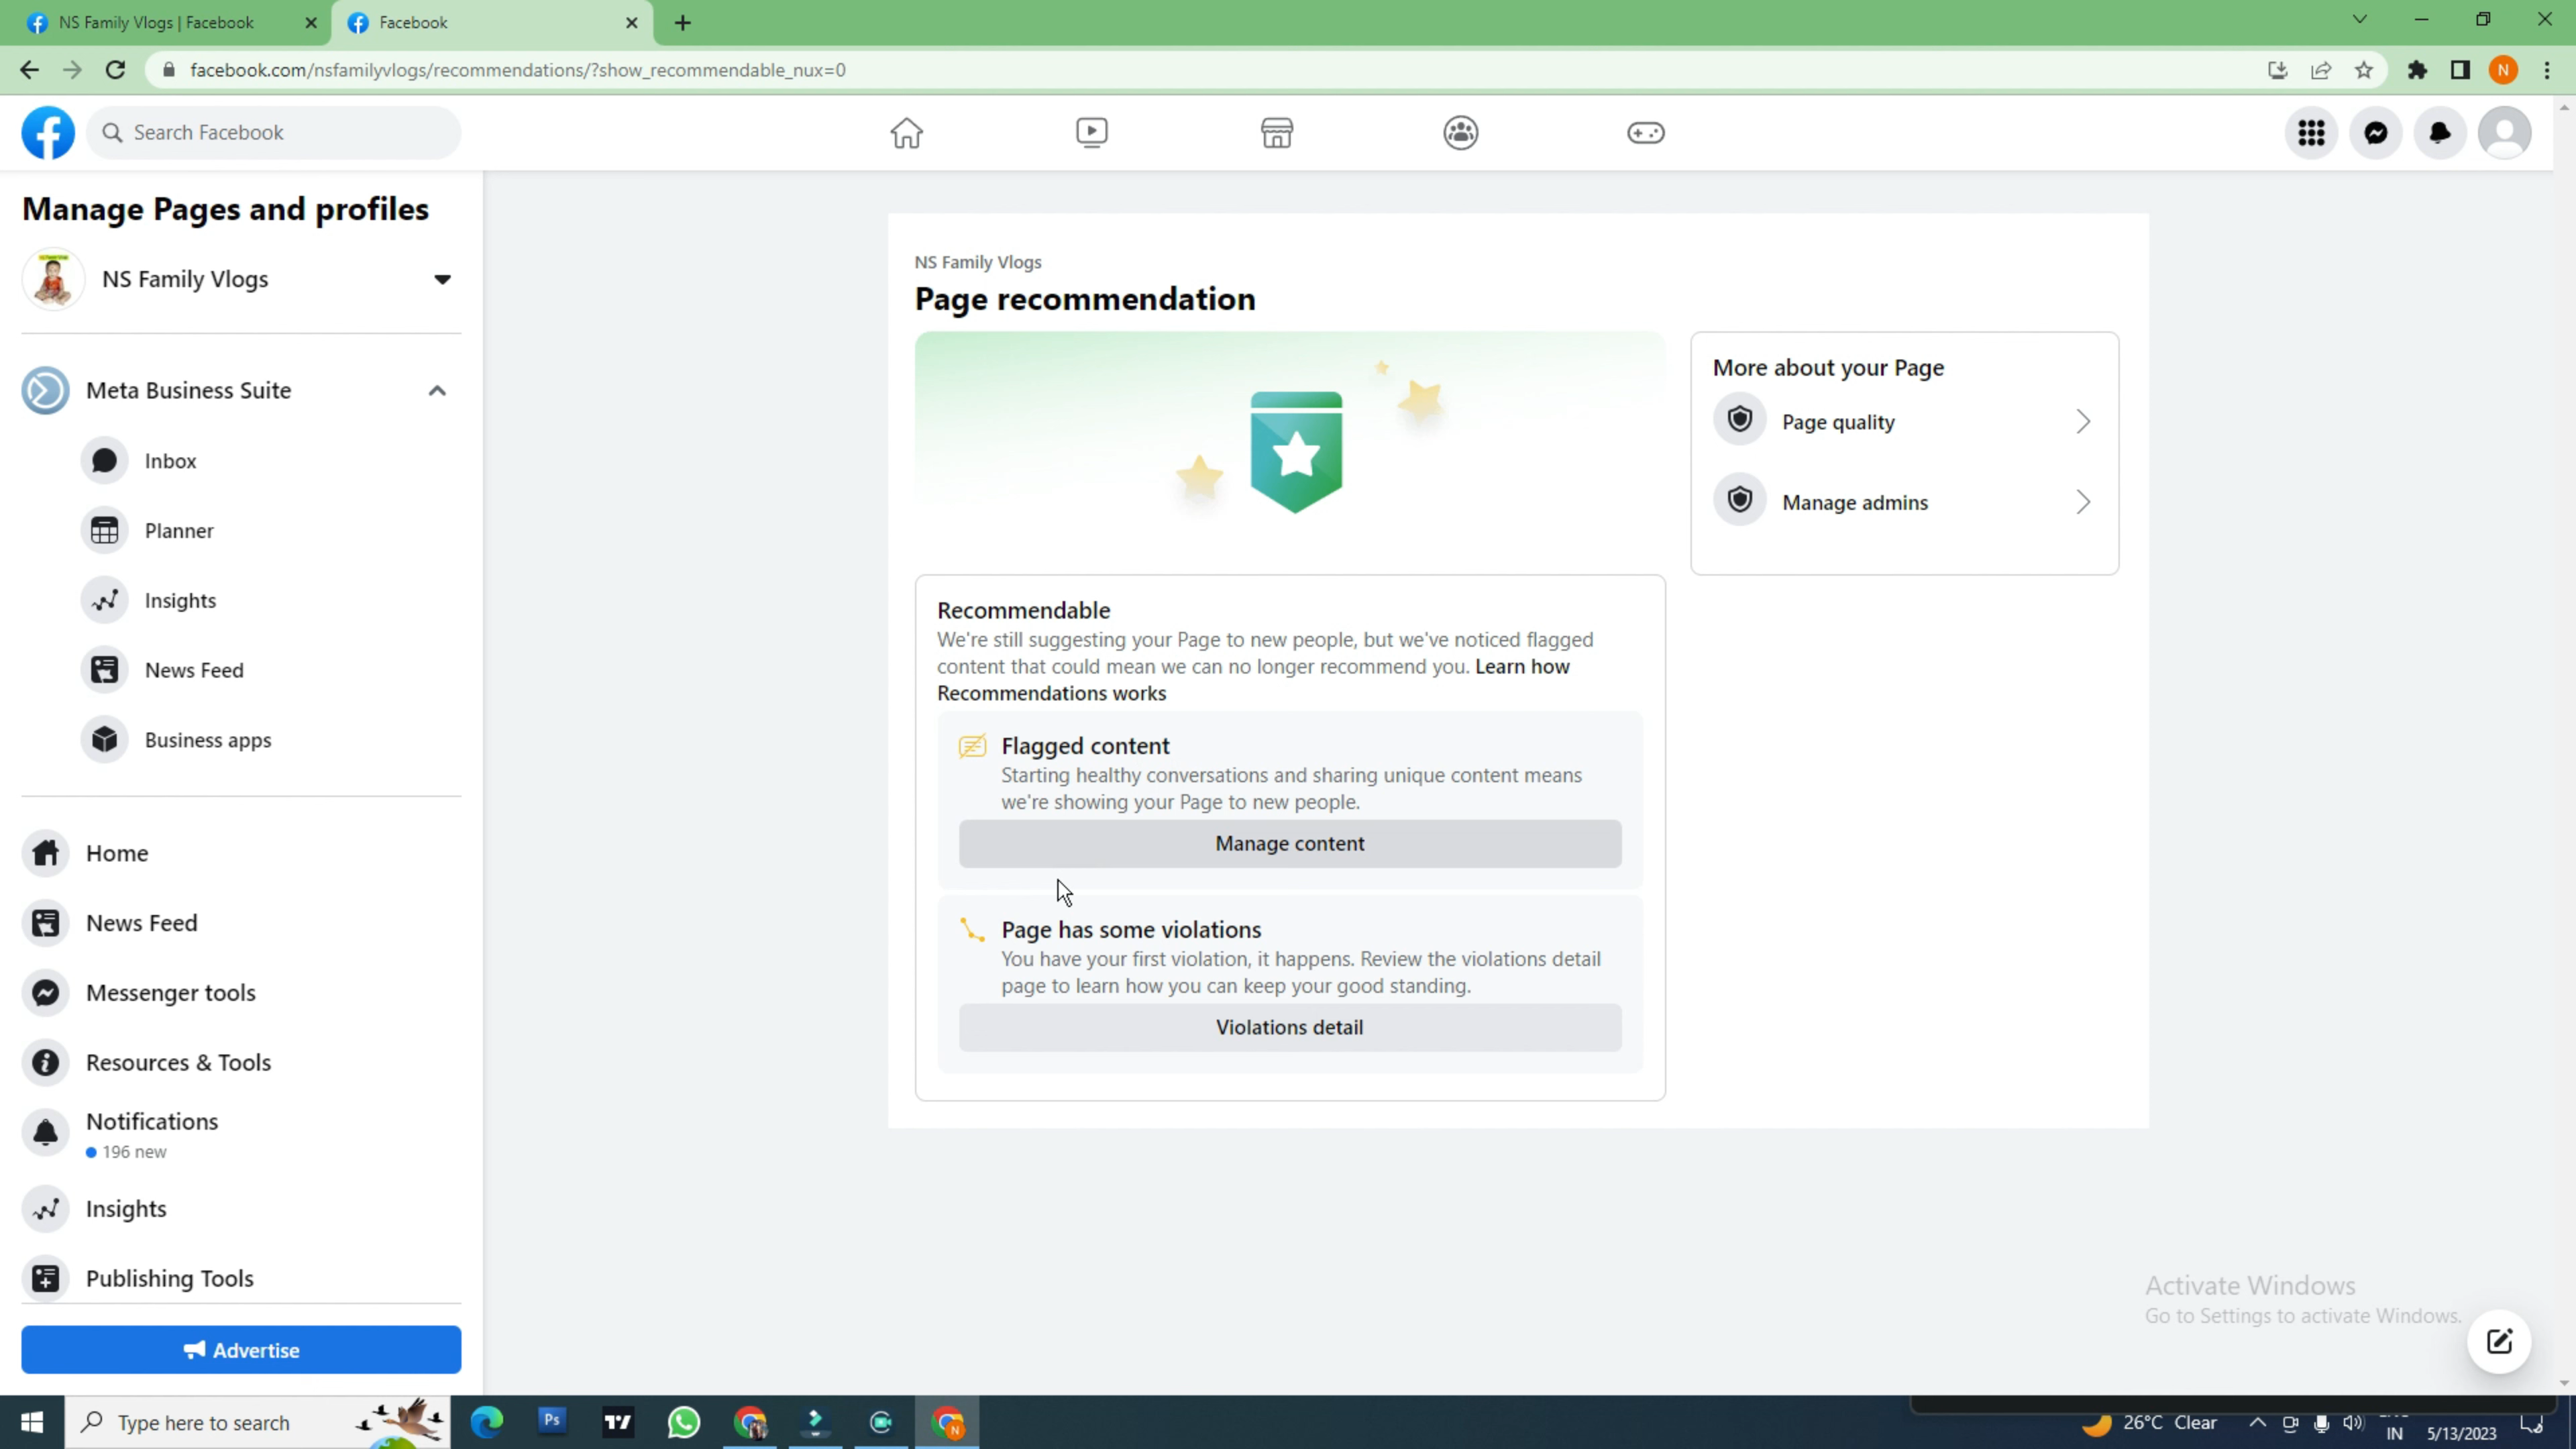 NS Family Vlogs | Facebook
Facebook
facebook.com/nsfamilyvlogs/recommendations/?show_recommendable_nux=0
N
Search Facebook
Manage Pages and profiles
NS Family Vlogs
Meta Business Suite
Inbox
Planner
Insights
News Feed
Business apps
Home
News Feed
Messenger tools
Resources & Tools
Notifications
196 new
Insights
Publishing Tools
Advertise
NS Family Vlogs
Page recommendation
More about your Page
Page quality
Manage admins
Recommendable
We're still suggesting your Page to new people, but we've noticed flagged
content that could mean we can no longer recommend you. Learn how
Recommendations works
Flagged content
Starting healthy conversations and sharing unique content means
we're showing your Page to new people.
Manage content
Page has some violations
You have your first violation, it happens. Review the violations detail
page to learn how you can keep your good standing.
Violations detail
Activate Windows
Go to Settings to activate Windows.
Type here to search
Ps
26°C Clear
IN
5/13/2023